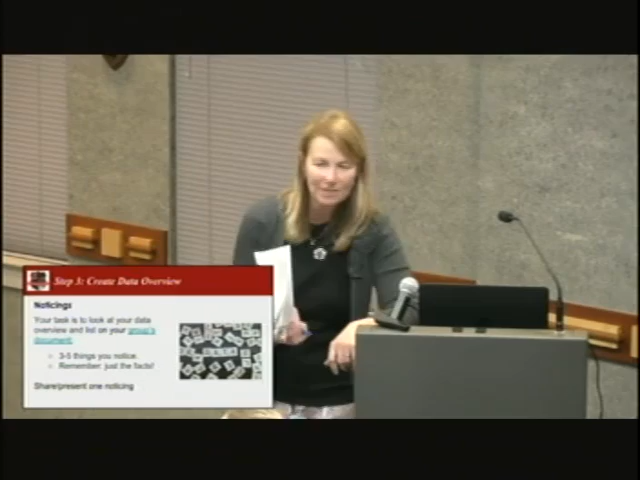 Step 3: Create Data Overview
Noticings
Your task is to look at your data
overview and list on your group's
document:
3-5 things you notice.
Remember: just the facts!
Share/present one noticing